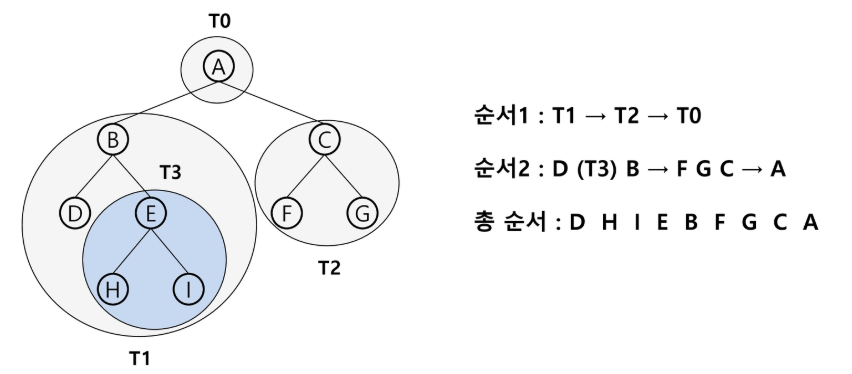 T0
A
B
C
T3
D
E
F
G
H
I
T2
T1
순서1 : T1 → T2 → T0
순서2 : D (T3) B → F G C → A
총 순서 : D H I E B F G C A